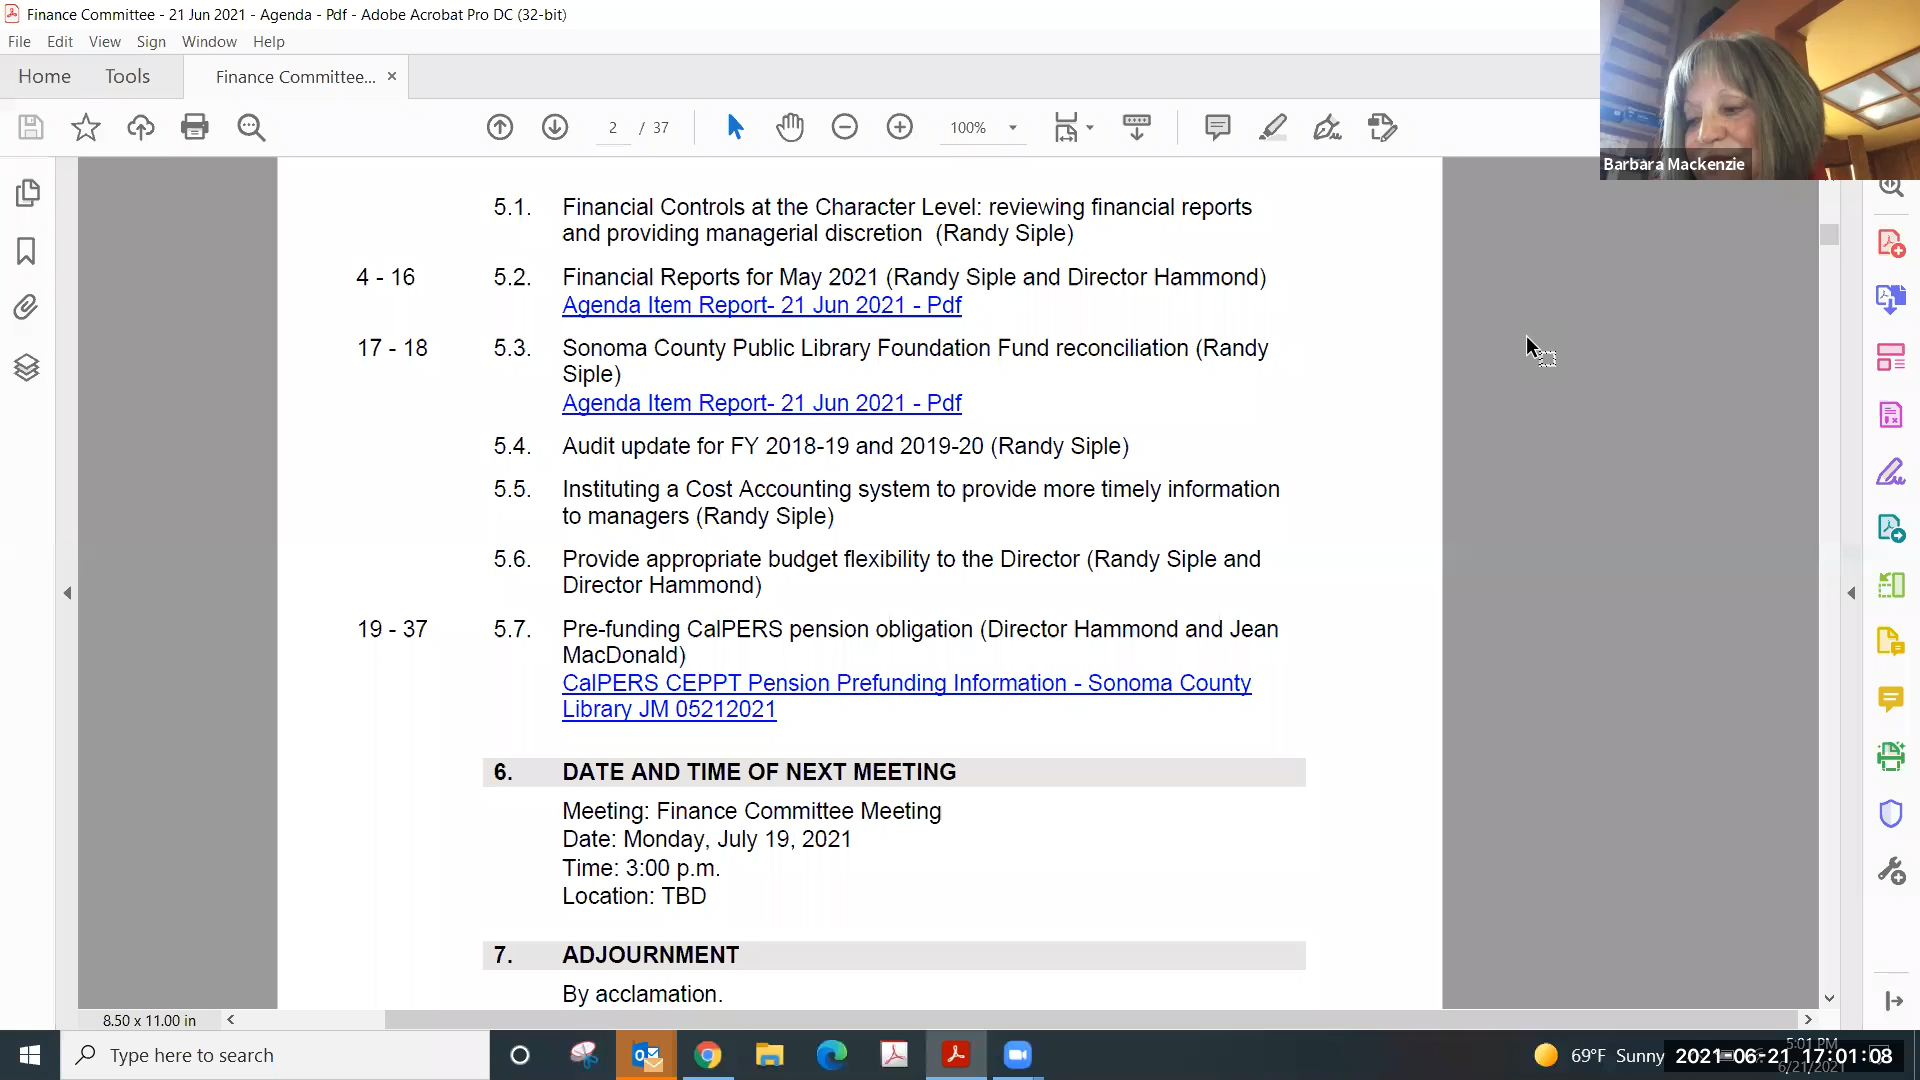 Finance Committee - 21 Jun 2021 - Agenda - Pdf - Adobe Acrobat Pro DC (32-bit)
File Edit View Sign Window Help
Home Tools Finance Committee... ×
2 / 37 100%
Barbara Mackenzie
5.1. Financial Controls at the Character Level: reviewing financial reports
and providing managerial discretion (Randy Siple)
4 - 16 5.2. Financial Reports for May 2021 (Randy Siple and Director Hammond)
Agenda Item Report- 21 Jun 2021 - Pdf
17 - 18 5.3. Sonoma County Public Library Foundation Fund reconciliation (Randy
Siple)
Agenda Item Report- 21 Jun 2021 - Pdf
5.4. Audit update for FY 2018-19 and 2019-20 (Randy Siple)
5.5. Instituting a Cost Accounting system to provide more timely information
to managers (Randy Siple)
5.6. Provide appropriate budget flexibility to the Director (Randy Siple and
Director Hammond)
19 - 37 5.7. Pre-funding CalPERS pension obligation (Director Hammond and Jean
MacDonald)
CalPERS CEPPT Pension Prefunding Information - Sonoma County
Library JM 05212021
6. DATE AND TIME OF NEXT MEETING
Meeting: Finance Committee Meeting
Date: Monday, July 19, 2021
Time: 3:00 p.m.
Location: TBD
7. ADJOURNMENT
By acclamation.
8.50 x 11.00 in
Type here to search
69°F Sunny
5:01 PM
2021-06-21 17:01:08
6/21/2021